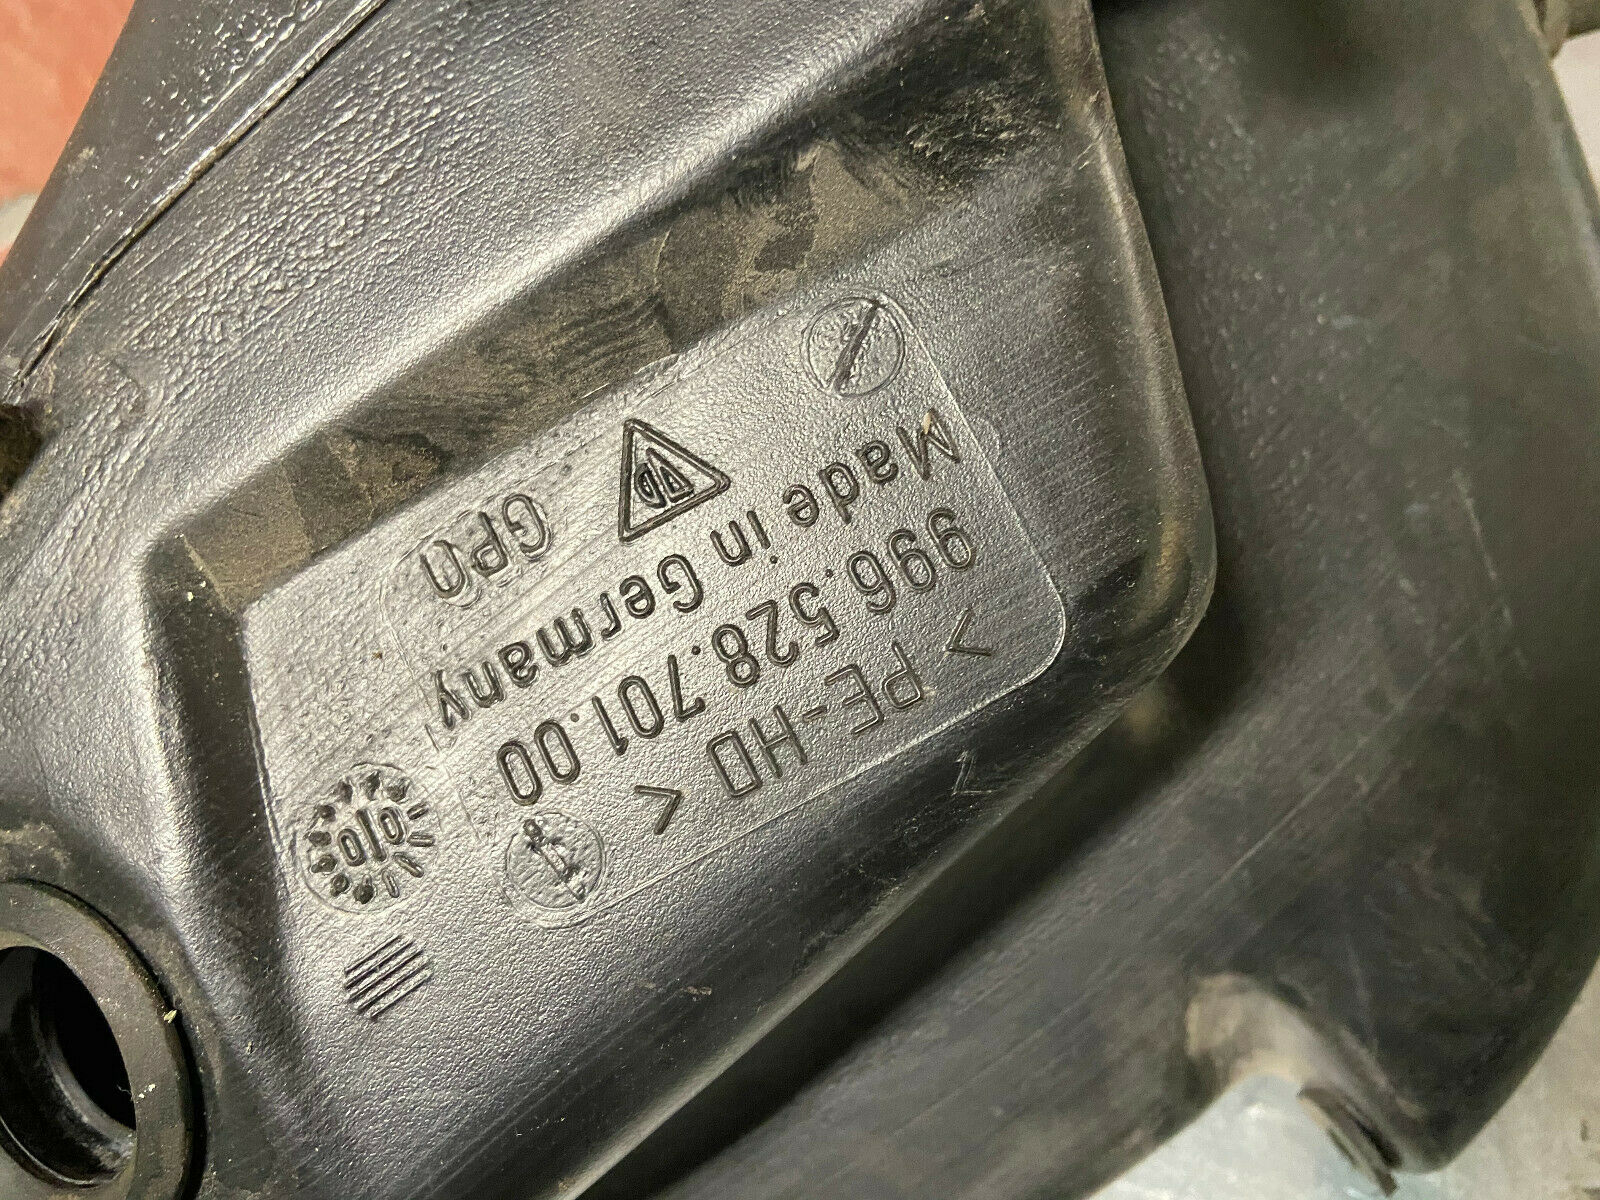 > PE-HD <
996.528.701.00
Made in Germany
GPO